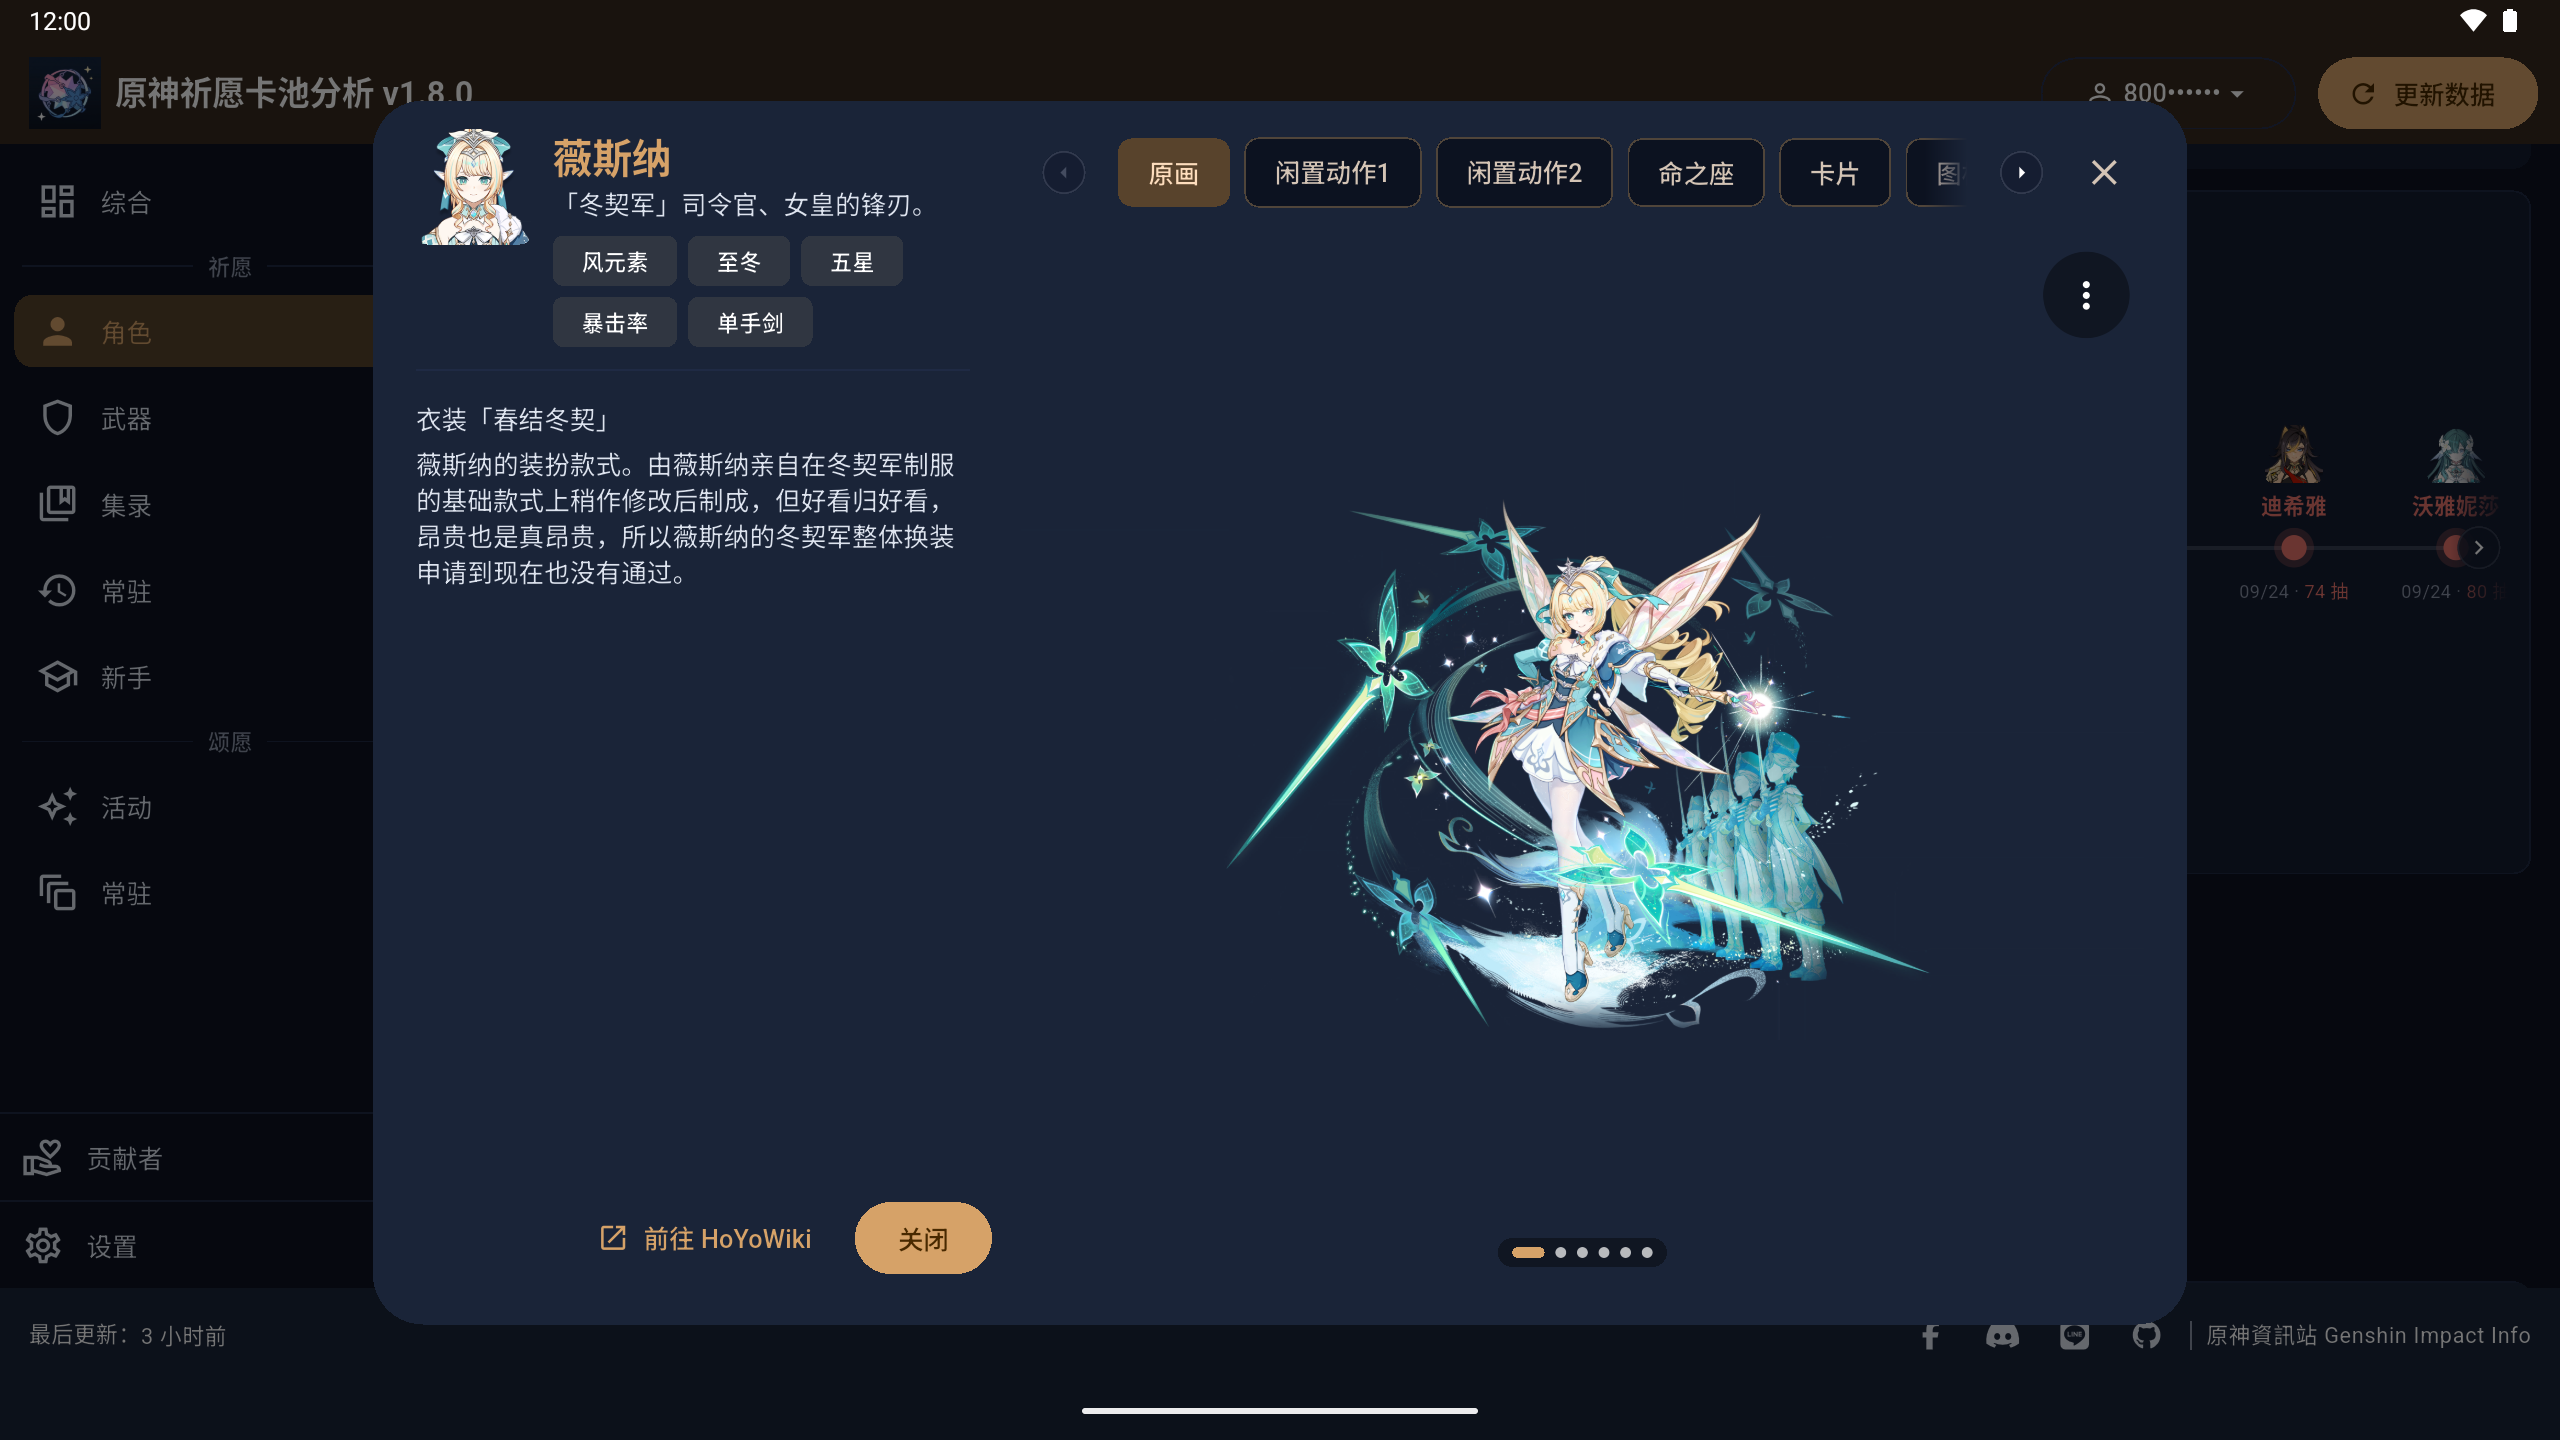 12:00
原神祈愿卡池分析 v1.8.0
800••••••
更新数据
综合
祈愿
角色
武器
集录
常驻
新手
颂愿
活动
常驻
贡献者
设置
最后更新：3 小时前
薇斯纳
「冬契军」司令官、女皇的锋刃。
风元素
至冬
五星
暴击率
单手剑
衣装「春结冬契」
薇斯纳的装扮款式。由薇斯纳亲自在冬契军制服
的基础款式上稍作修改后制成，但好看归好看，
昂贵也是真昂贵，所以薇斯纳的冬契军整体换装
申请到现在也没有通过。
前往 HoYoWiki
关闭
原画
闲置动作1
闲置动作2
命之座
卡片
图
迪希雅
09/24 · 74 抽
沃雅妮莎
09/24 · 80
LINE
原神資訊站 Genshin Impact Info